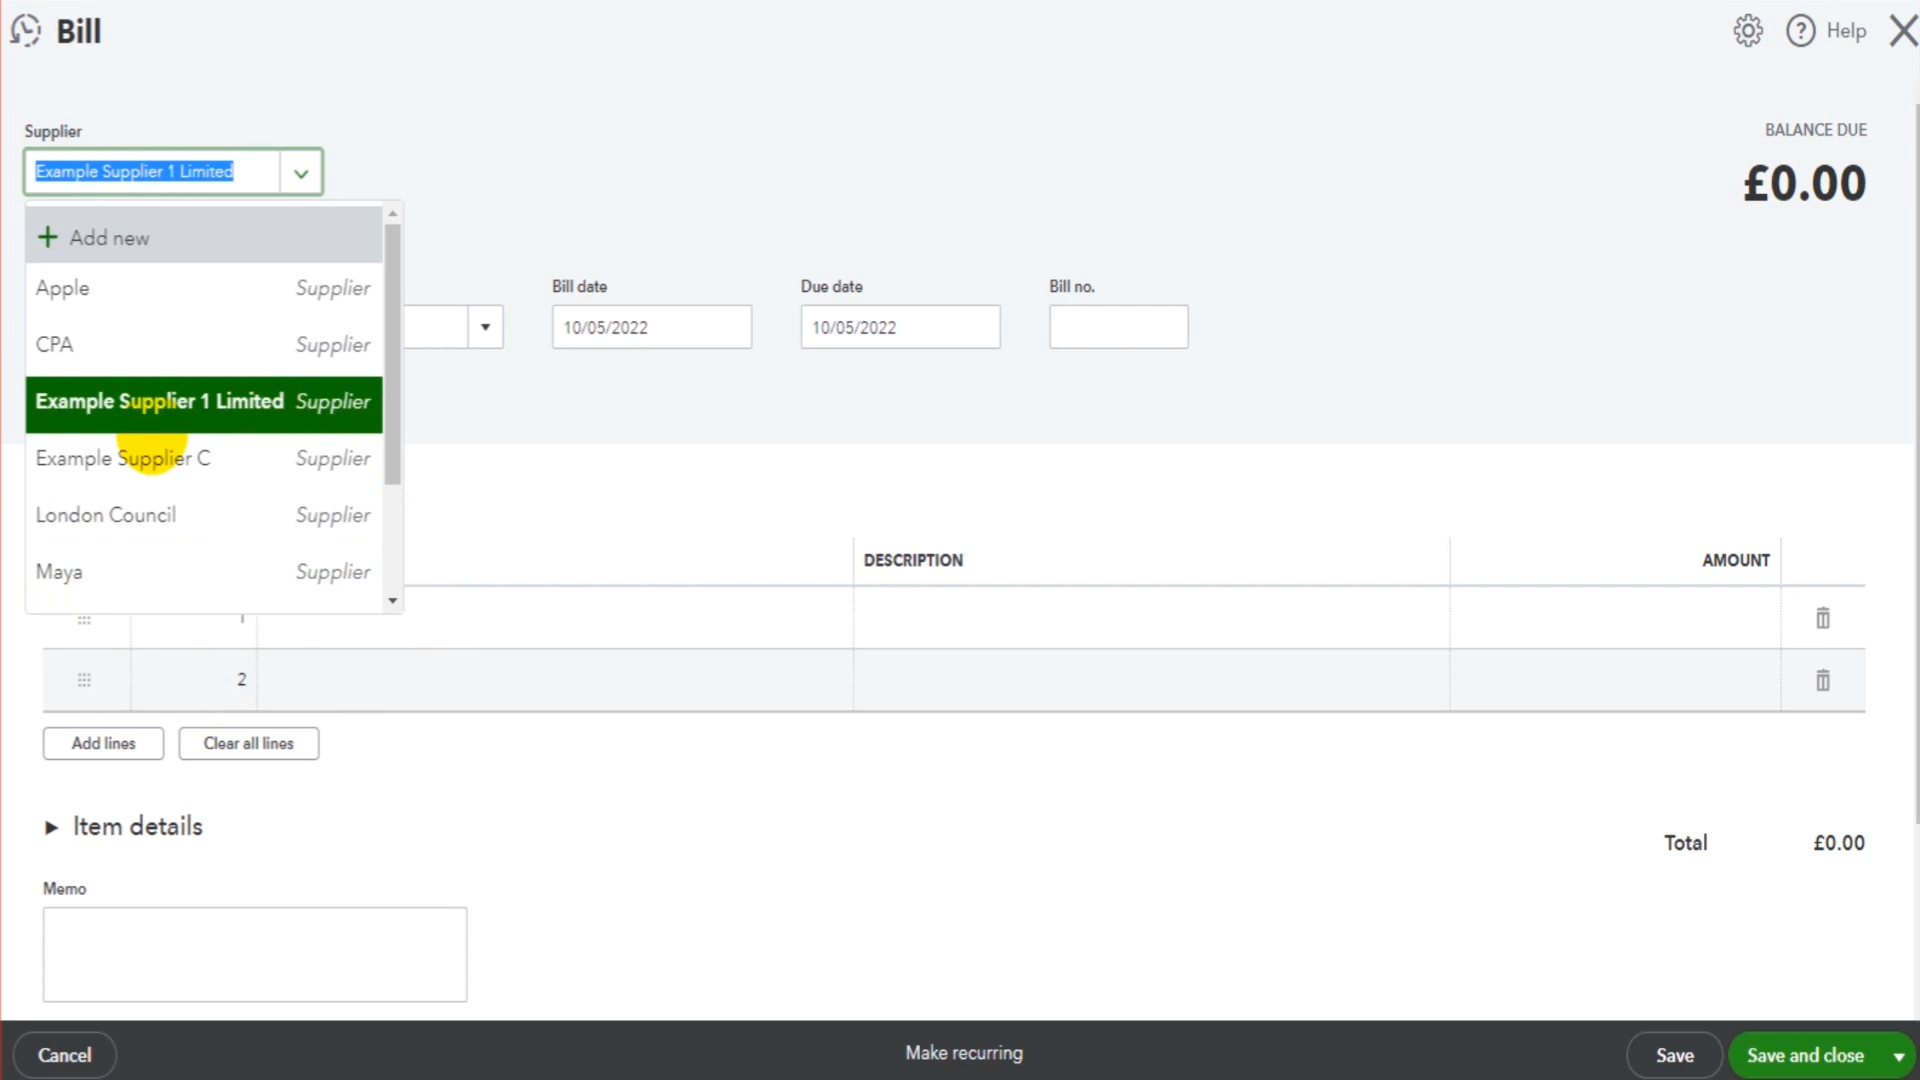 Bill
Help
Supplier
BALANCE DUE
Example Supplier 1 Limited
£0.00
+ Add new
Apple Supplier
CPA Supplier
Example Supplier 1 Limited Supplier
Example Supplier C Supplier
London Council Supplier
Maya Supplier
Bill date
Due date
Bill no.
10/05/2022
10/05/2022
DESCRIPTION
AMOUNT
1
2
Add lines
Clear all lines
Item details
Total £0.00
Memo
Cancel
Make recurring
Save
Save and close